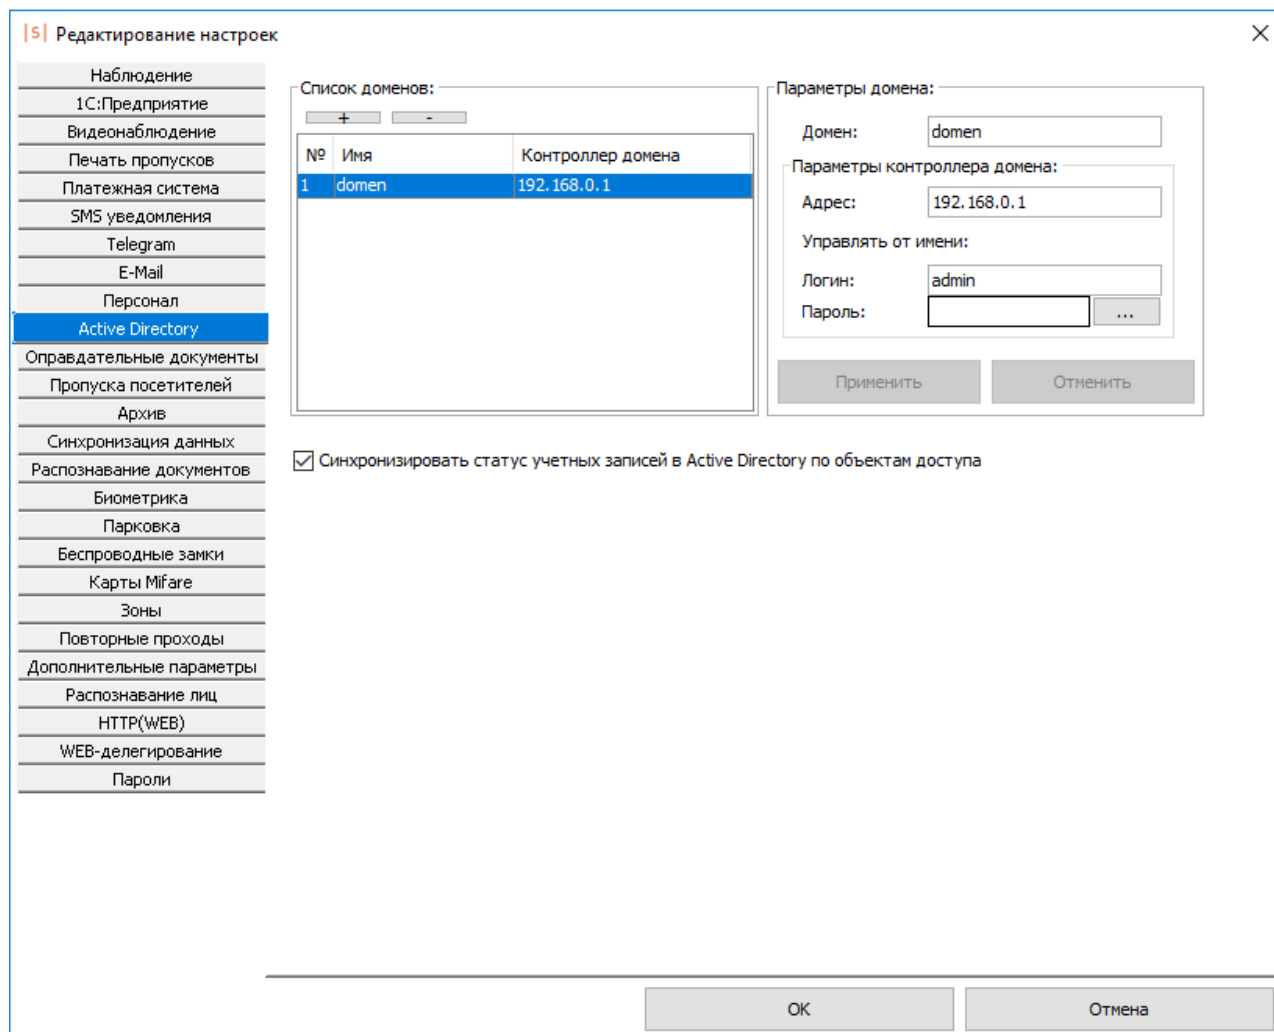 |S| Редактирование настроек
Наблюдение
1С:Предприятие
Видеонаблюдение
Печать пропусков
Платежная система
SMS уведомления
Telegram
E-Mail
Персонал
Active Directory
Оправдательные документы
Пропуска посетителей
Архив
Синхронизация данных
Распознавание документов
Биометрика
Парковка
Беспроводные замки
Карты Mifare
Зоны
Повторные проходы
Дополнительные параметры
Распознавание лиц
HTTP(WEB)
WEB-делегирование
Пароли
Список доменов:
+ -
№ Имя Контроллер домена
1 domen 192.168.0.1
Параметры домена:
Домен: domen
Параметры контроллера домена:
Адрес: 192.168.0.1
Управлять от имени:
Логин: admin
Пароль: ...
Применить Отменить
Синхронизировать статус учетных записей в Active Directory по объектам доступа
OK Отмена